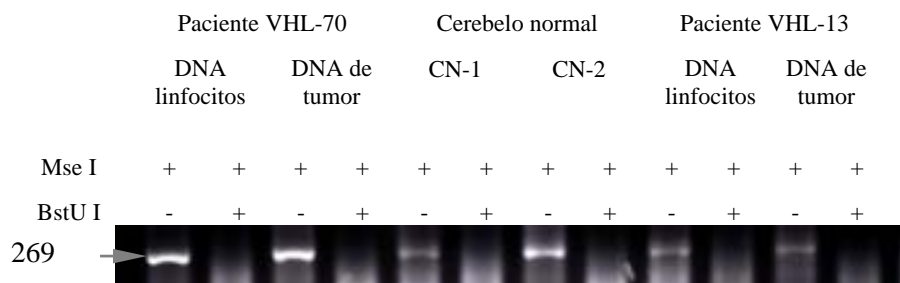 Paciente VHL-70 Cerebelo normal Paciente VHL-13
DNA linfocitos DNA de tumor CN-1 CN-2 DNA linfocitos DNA de tumor
Mse I + + + + + + + + + + + +
BstU I - + - + - + - + - + - +
269